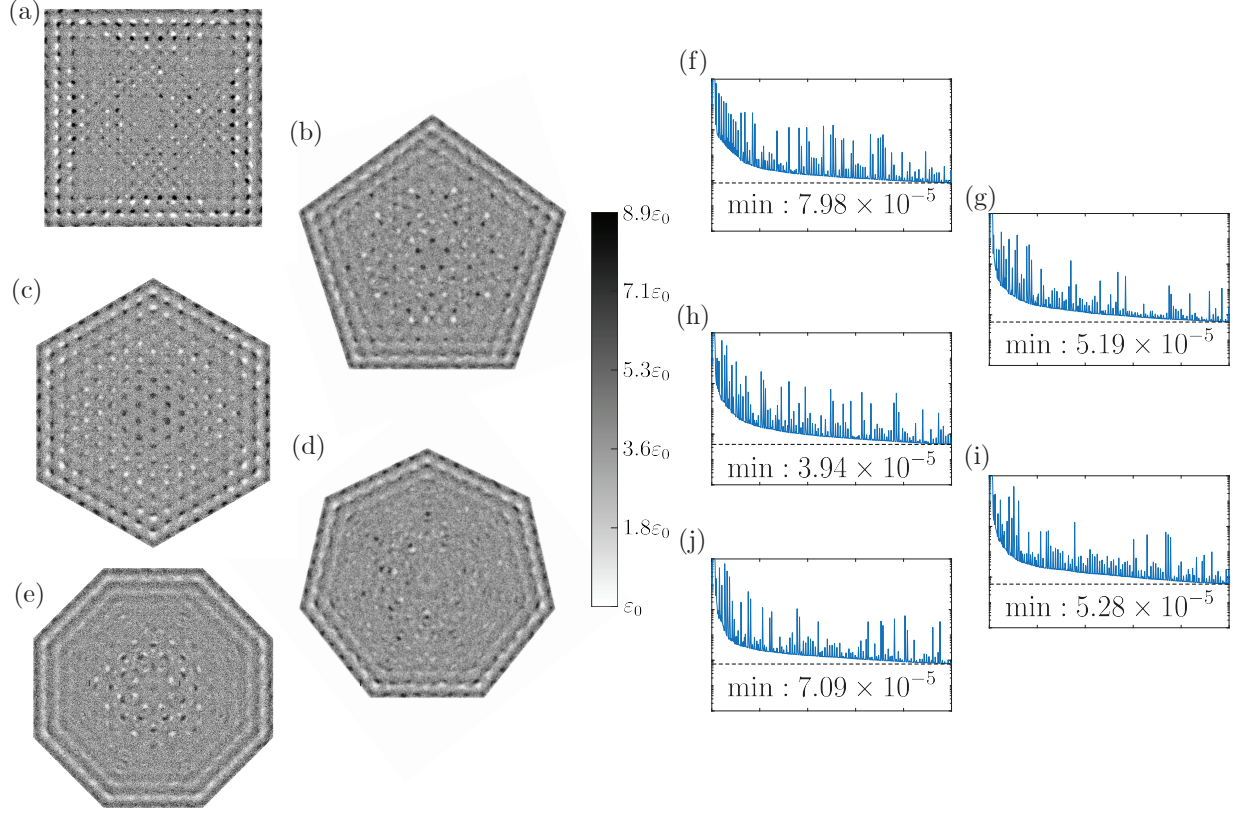 (a)
(b)
(c)
(d)
(e)
8.9ε₀
7.1ε₀
5.3ε₀
3.6ε₀
1.8ε₀
ε₀
(f)
min : 7.98 × 10⁻⁵
(g)
min : 5.19 × 10⁻⁵
(h)
min : 3.94 × 10⁻⁵
(i)
min : 5.28 × 10⁻⁵
(j)
min : 7.09 × 10⁻⁵